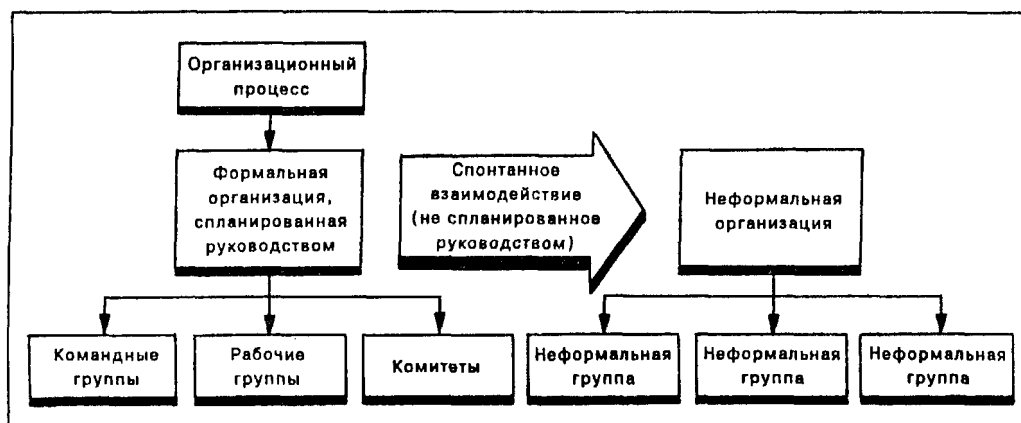 Организационный
процесс
Формальная
организация,
спланированная
руководством
Спонтанное
взаимодействие
(не спланированное
руководством)
Неформальная
организация
Командные
группы
Рабочие
группы
Комитеты
Неформальная
группа
Неформальная
группа
Неформальная
группа